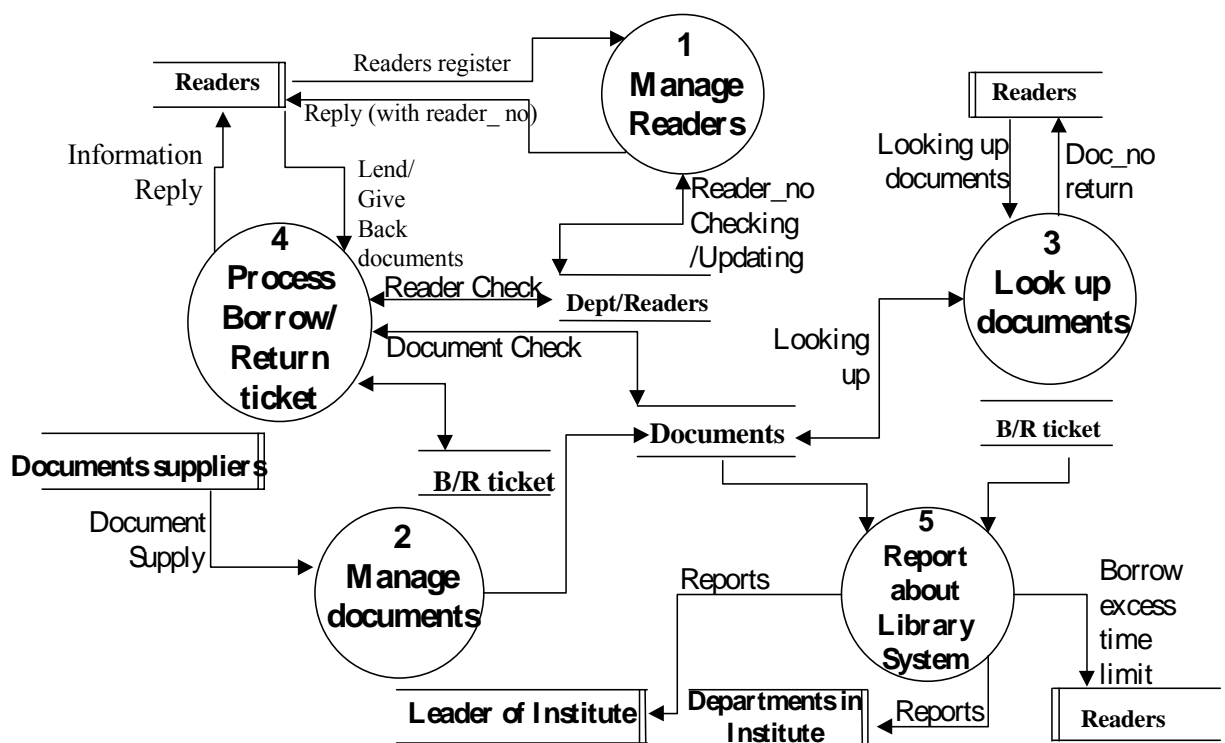 Readers
Readers register
Reply (with reader_ no)
1
Manage
Readers
Readers
Looking up
documents
Doc_no
return
Information
Reply
Lend/
Give
Back
documents
Reader_no
Checking
/Updating
4
Process
Borrow/
Return
ticket
Reader Check
Dept/Readers
Document Check
3
Look up
documents
Looking
up
Documents
B/R ticket
Documents suppliers
B/R ticket
Document
Supply
2
Manage
documents
5
Report
about
Library
System
Reports
Borrow
excess
time
limit
Leader of Institute
Departments in
Institute
Reports
Readers